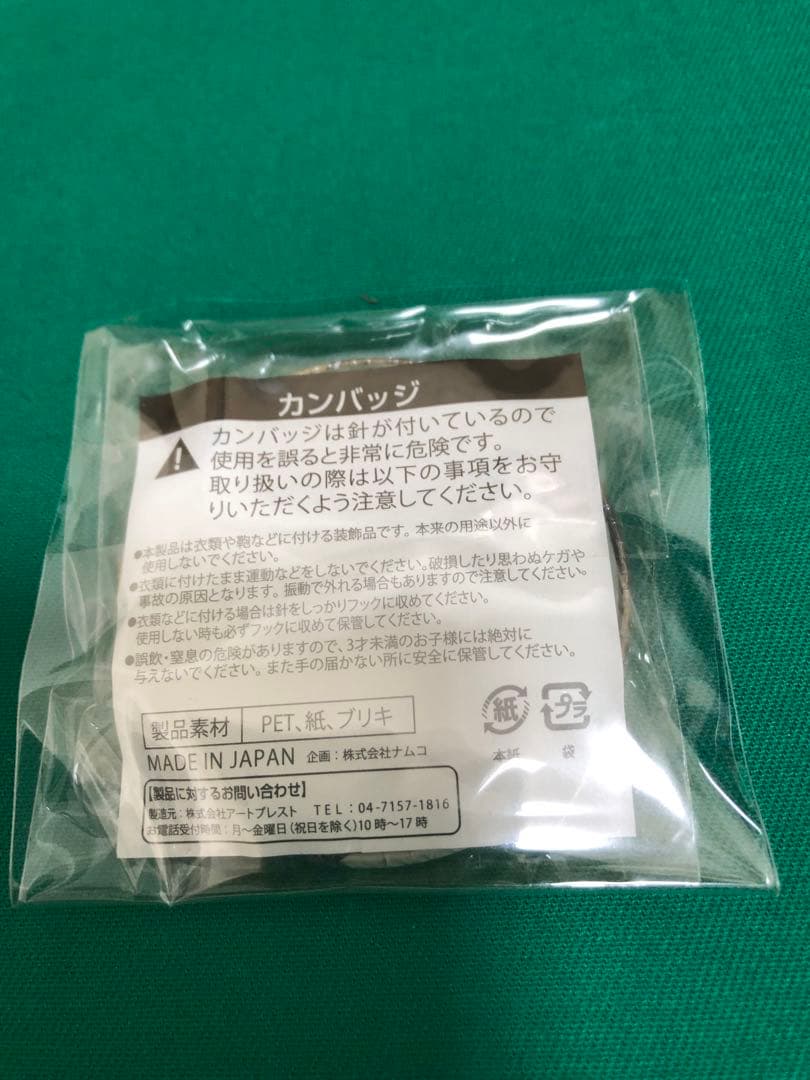 カンバッジ
カンバッジは針が付いているので
使用を誤ると非常に危険です。
取り扱いの際は以下の事項をお守
りいただくよう注意してください。
●本製品は衣類や鞄などに付ける装飾品です。本来の用途以外に
使用しないでください。
●衣類に付けたまま運動などをしないでください。破損したり思わぬケガや
事故の原因となります。振動で外れる場合もありますので注意してください。
●衣類などに付ける場合は針をしっかりフックに収めてください。
使用しない時も必ずフックに収めて保管してください。
●誤飲・窒息の危険がありますので、3才未満のお子様には絶対に
与えないでください。また手の届かない所に安全に保管してください。
製品素材 PET、紙、ブリキ
紙 プラ
本紙 袋
MADE IN JAPAN 企画：株式会社ナムコ
【製品に対するお問い合わせ】
製造元：株式会社アートプレスト TEL：04-7157-1816
お電話受付時間：月〜金曜日（祝日を除く）10時〜17時